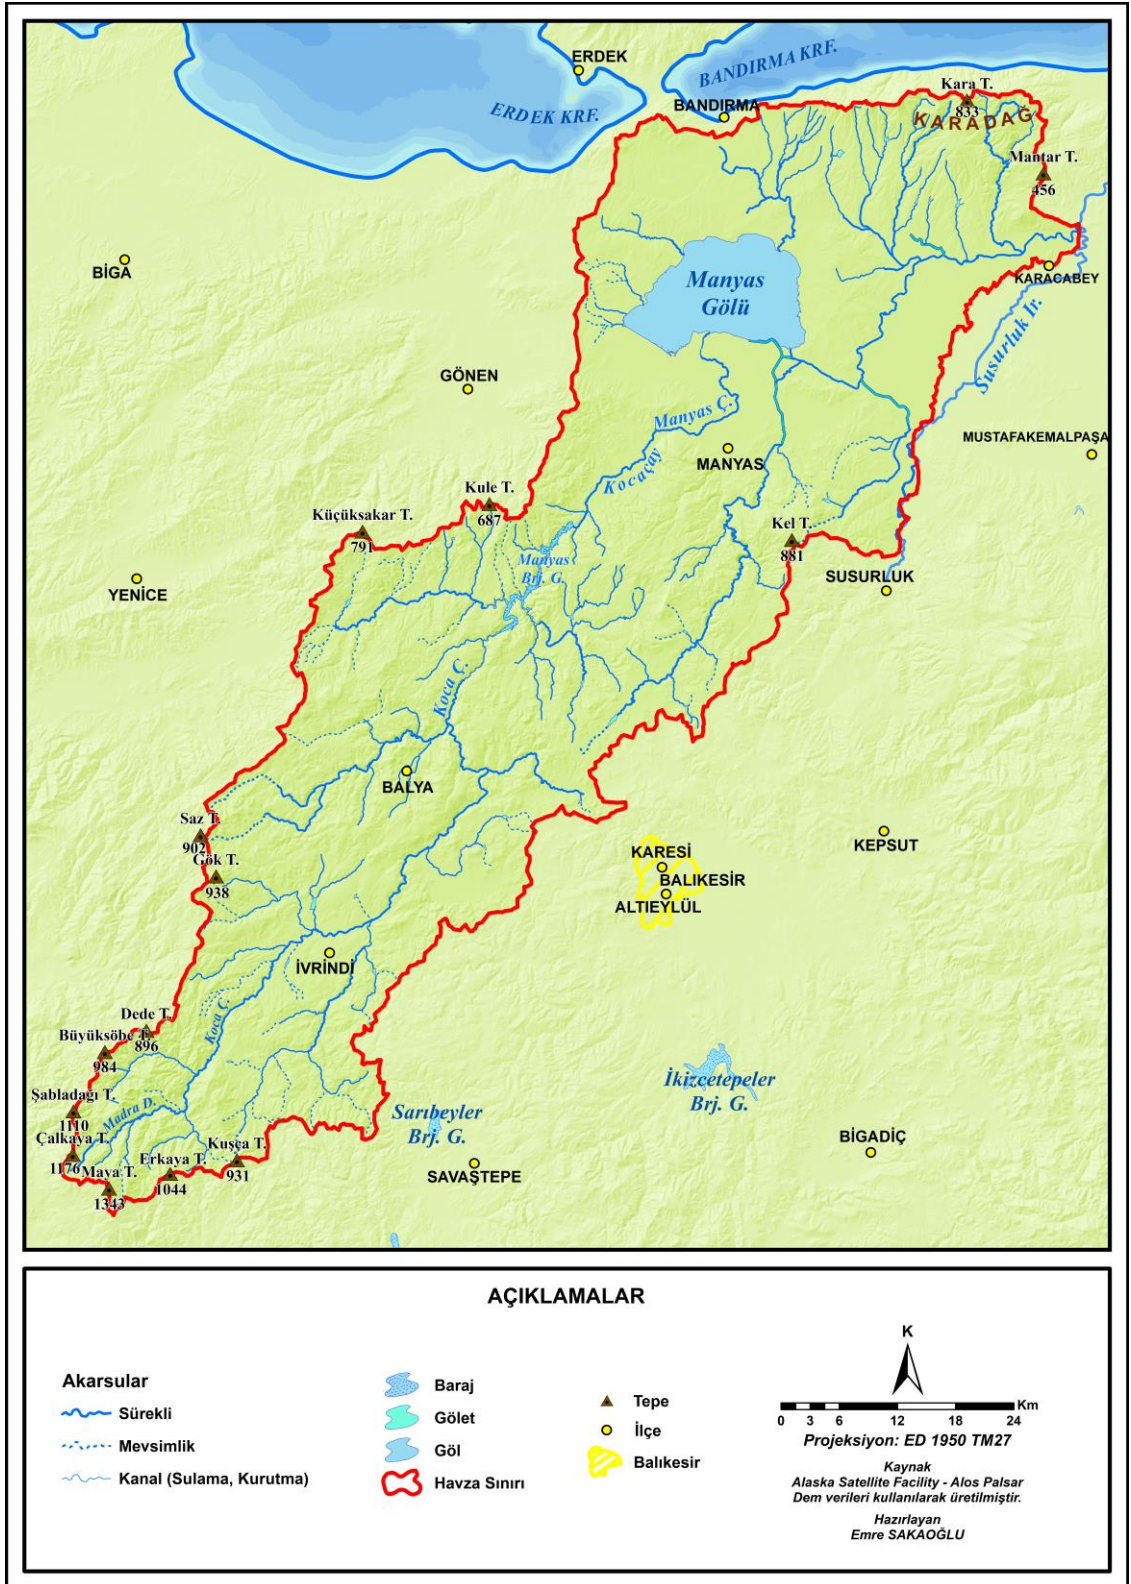 ERDEK
BANDIRMA KRF.
ERDEK KRF.
BANDIRMA
Kara T.
833
KARADAĞ
Mantar T.
456
BİGA
KARACABEY
Manyas
Gölü
Susurluk Ir.
GÖNEN
Manyas Ç.
Kocaçay
MANYAS
MUSTAFAKEMALPAŞA
Kule T.
687
Küçüksakar T.
791
Kel T.
881
Manyas
Brj. G.
YENİCE
SUSURLUK
Koca Ç.
BALYA
Saz T.
902
Gök T.
938
KEPSUT
KARESİ
BALIKESİR
ALTIEYLÜL
İVRİNDİ
Koca Ç.
Dede T.
896
Büyüksöbe T.
984
Şabladağı T.
1110
Madra D.
Çalkaya T.
1176
Maya T.
1343
Erkaya T.
1044
Kuşça T.
931
Sarıbeyler
Brj. G.
İkizcetepeler
Brj. G.
SAVAŞTEPE
BİGADİÇ
AÇIKLAMALAR
Akarsular
Sürekli
Mevsimlik
Kanal (Sulama, Kurutma)
Baraj
Gölet
Göl
Havza Sınırı
Tepe
İlçe
Balıkesir
K
Km
0 3 6 12 18 24
Projeksiyon: ED 1950 TM27
Kaynak
Alaska Satellite Facility - Alos Palsar
Dem verileri kullanılarak üretilmiştir.
Hazırlayan
Emre SAKAOĞLU